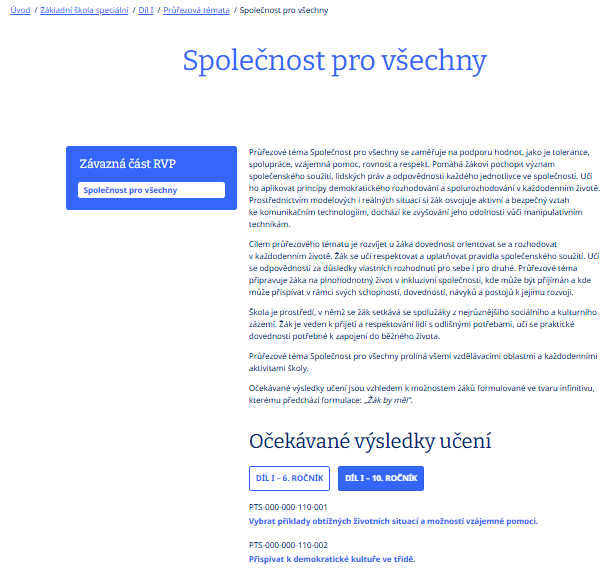 Úvod / Základní škola speciální / Díl I / Průřezová témata / Společnost pro všechny
Společnost pro všechny
Závazná část RVP
Společnost pro všechny
Průřezové téma Společnost pro všechny se zaměřuje na podporu hodnot, jako je tolerance,
spolupráce, vzájemná pomoc, rovnost a respekt. Pomáhá žákovi pochopit význam
společenského soužití, lidských práv a odpovědnosti každého jednotlivce ve společnosti. Učí
ho aplikovat principy demokratického rozhodování a spolurozhodování v každodenním životě.
Prostřednictvím modelových i reálných situací si žák osvojuje aktivní a bezpečný vztah
ke komunikačním technologiím, dochází ke zvyšování jeho odolnosti vůči manipulativním
technikám.
Cílem průřezového tématu je rozvíjet u žáka dovednost orientovat se a rozhodovat
v každodenním životě. Žák se učí respektovat a uplatňovat pravidla společenského soužití. Učí
se odpovědnosti za důsledky vlastních rozhodnutí pro sebe i pro druhé. Průřezové téma
připravuje žáka na plnohodnotný život v inkluzivní společnosti, kde může být přijímán a kde
může přispívat v rámci svých schopností, dovedností, návyků a postojů k jejímu rozvoji.
Škola je prostředí, v němž se žák setkává se spolužáky z nejrůznějšího sociálního a kulturního
zázemí. Žák je veden k přijetí a respektování lidí s odlišnými potřebami, učí se praktické
dovednosti potřebné k zapojení do běžného života.
Průřezové téma Společnost pro všechny prolíná všemi vzdělávacími oblastmi a každodenními
aktivitami školy.
Očekávané výsledky učení jsou vzhledem k možnostem žáků formulované ve tvaru infinitivu,
kterému předchází formulace: „Žák by měl“.
Očekávané výsledky učení
DÍL I – 6. ROČNÍK DÍL I – 10. ROČNÍK
PTS-000-000-110-001
Vybrat příklady obtížných životních situací a možností vzájemné pomoci.
PTS-000-000-110-002
Přispívat k demokratické kultuře ve třídě.